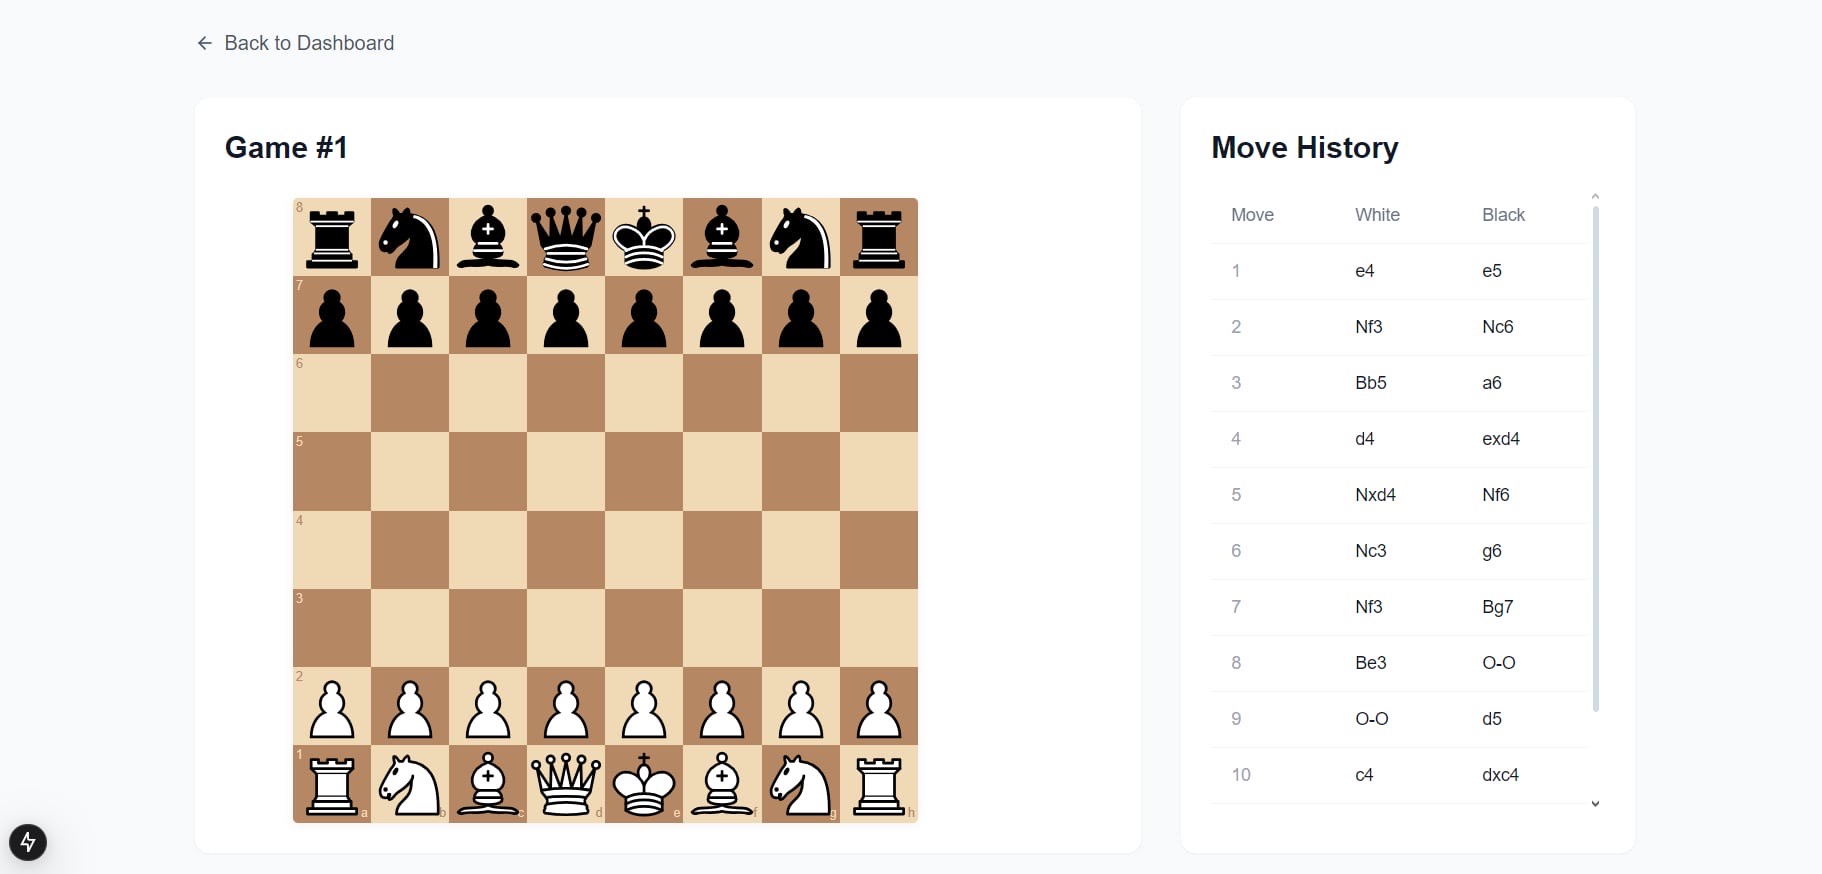 Back to Dashboard
Game #1
8
7
6
5
4
3
2
1
a b c d e f g h
Move History
Move White Black
1 e4 e5
2 Nf3 Nc6
3 Bb5 a6
4 d4 exd4
5 Nxd4 Nf6
6 Nc3 g6
7 Nf3 Bg7
8 Be3 O-O
9 O-O d5
10 c4 dxc4